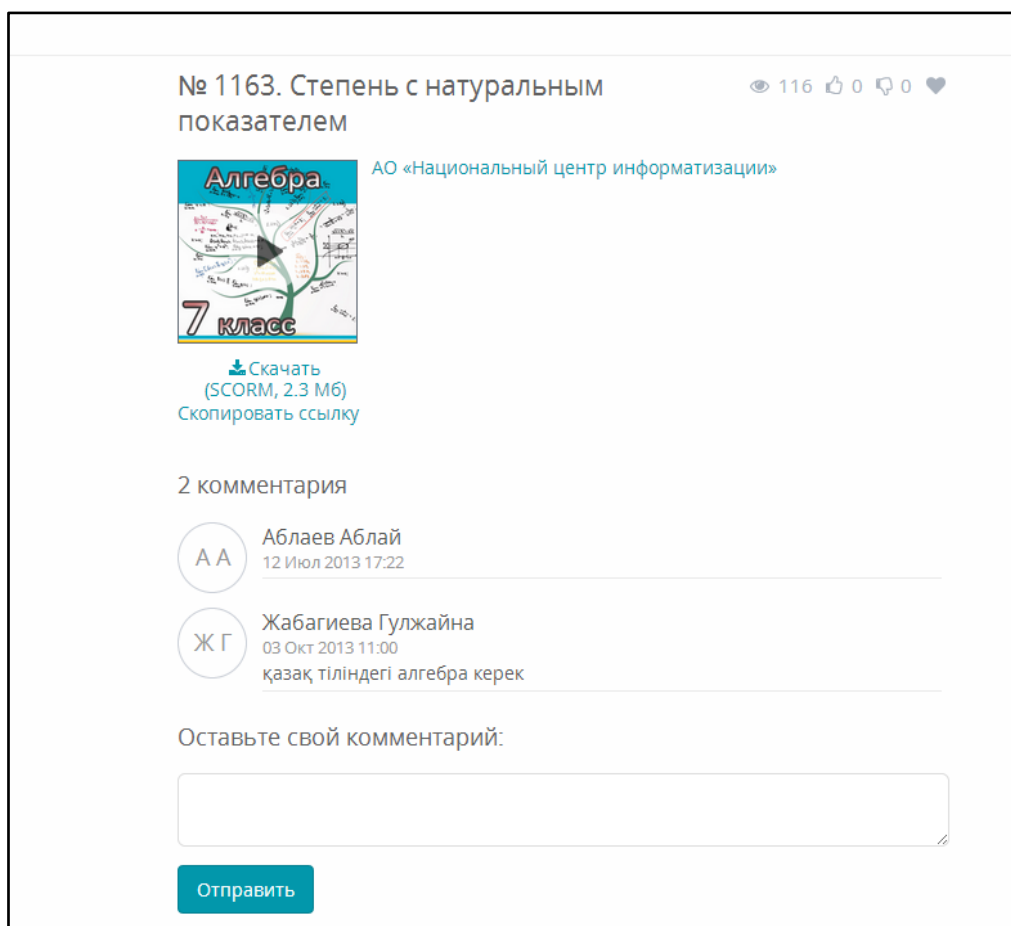 № 1163. Степень с натуральным
показателем
116 0 0
АО «Национальный центр информатизации»
Алгебра
7 класс
Скачать
(SCORM, 2.3 Мб)
Скопировать ссылку
2 комментария
А А
Аблаев Аблай
12 Июл 2013 17:22
Ж Г
Жабагиева Гулжайна
03 Окт 2013 11:00
қазақ тіліндегі алгебра керек
Оставьте свой комментарий:
Отправить